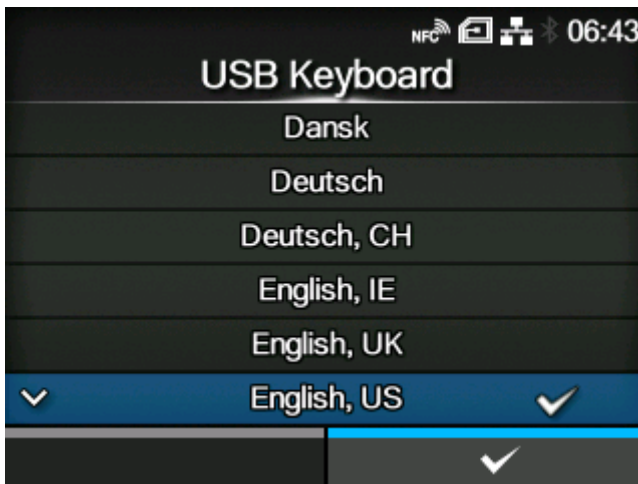 NFC 06:43
USB Keyboard
Dansk
Deutsch
Deutsch, CH
English, IE
English, UK
English, US